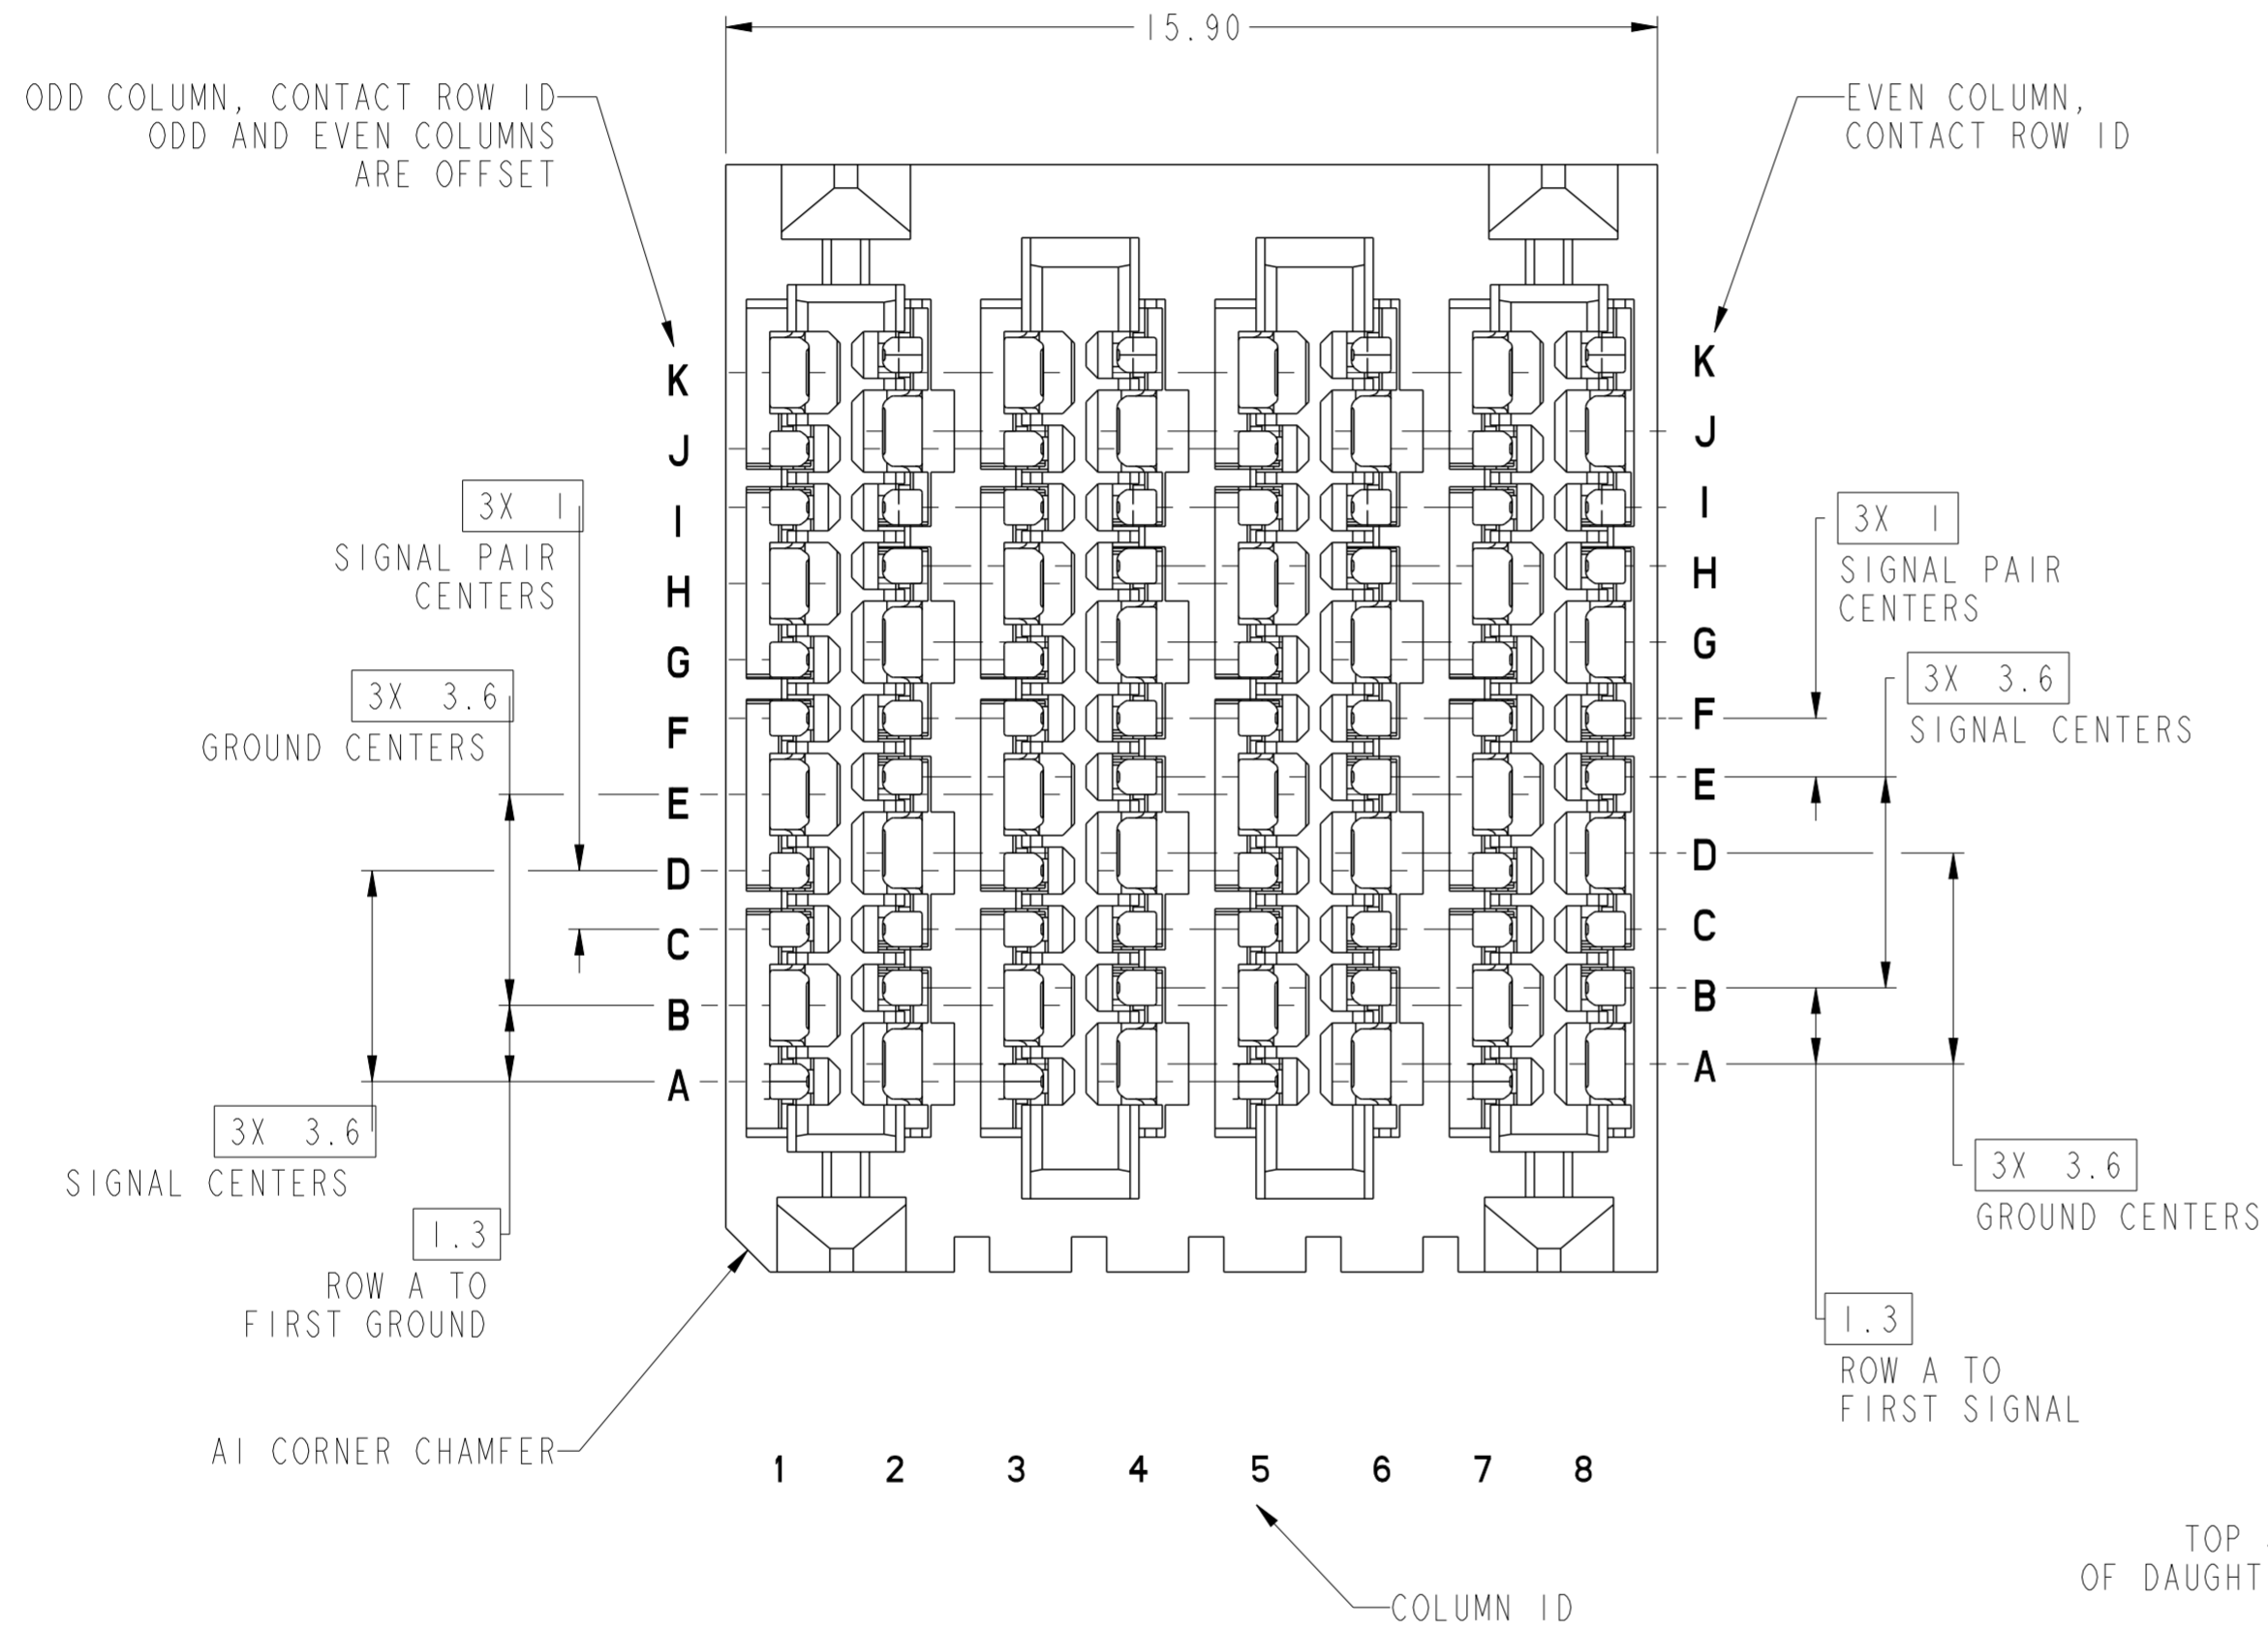 15.90
ODD COLUMN, CONTACT ROW ID
ODD AND EVEN COLUMNS
ARE OFFSET
EVEN COLUMN,
CONTACT ROW ID
K
J
I
H
G
F
E
D
C
B
A
K
J
I
H
G
F
E
D
C
B
A
3X 1
SIGNAL PAIR
CENTERS
3X 3.6
GROUND CENTERS
3X 3.6
SIGNAL CENTERS
1.3
ROW A TO
FIRST GROUND
A1 CORNER CHAMFER
3X 1
SIGNAL PAIR
CENTERS
3X 3.6
SIGNAL CENTERS
3X 3.6
GROUND CENTERS
1.3
ROW A TO
FIRST SIGNAL
1 2 3 4 5 6 7 8
COLUMN ID
TOP
OF DAUGHT